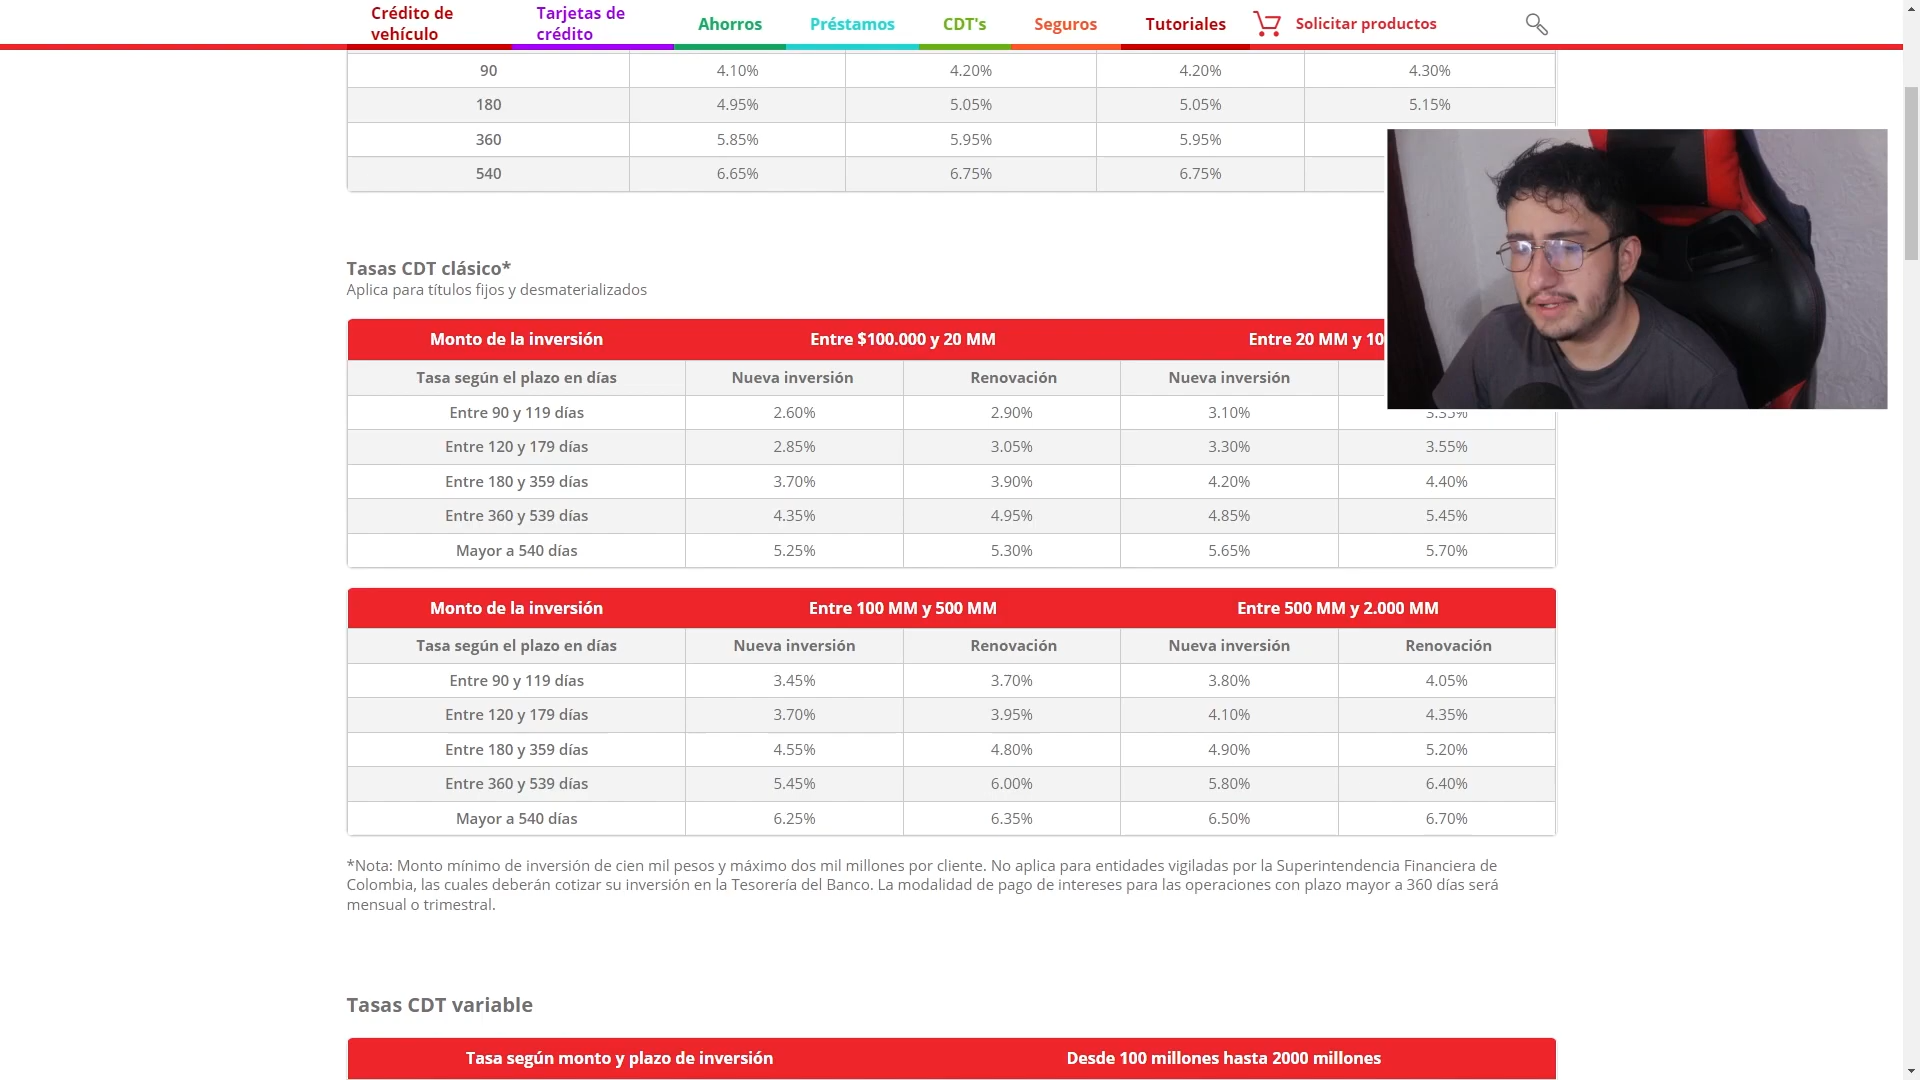 Crédito de vehículo
Tarjetas de crédito
Ahorros
Préstamos
CDT's
Seguros
Tutoriales
Solicitar productos
90 4.10% 4.20% 4.20% 4.30%
180 4.95% 5.05% 5.05% 5.15%
360 5.85% 5.95% 5.95%
540 6.65% 6.75% 6.75%
Tasas CDT clásico*
Aplica para títulos fijos y desmaterializados
Monto de la inversión Entre $100.000 y 20 MM Entre 20 MM y 10
Tasa según el plazo en días Nueva inversión Renovación Nueva inversión
Entre 90 y 119 días 2.60% 2.90% 3.10% 3.35%
Entre 120 y 179 días 2.85% 3.05% 3.30% 3.55%
Entre 180 y 359 días 3.70% 3.90% 4.20% 4.40%
Entre 360 y 539 días 4.35% 4.95% 4.85% 5.45%
Mayor a 540 días 5.25% 5.30% 5.65% 5.70%
Monto de la inversión Entre 100 MM y 500 MM Entre 500 MM y 2.000 MM
Tasa según el plazo en días Nueva inversión Renovación Nueva inversión Renovación
Entre 90 y 119 días 3.45% 3.70% 3.80% 4.05%
Entre 120 y 179 días 3.70% 3.95% 4.10% 4.35%
Entre 180 y 359 días 4.55% 4.80% 4.90% 5.20%
Entre 360 y 539 días 5.45% 6.00% 5.80% 6.40%
Mayor a 540 días 6.25% 6.35% 6.50% 6.70%
*Nota: Monto mínimo de inversión de cien mil pesos y máximo dos mil millones por cliente. No aplica para entidades vigiladas por la Superintendencia Financiera de
Colombia, las cuales deberán cotizar su inversión en la Tesorería del Banco. La modalidad de pago de intereses para las operaciones con plazo mayor a 360 días será
mensual o trimestral.
Tasas CDT variable
Tasa según monto y plazo de inversión Desde 100 millones hasta 2000 millones